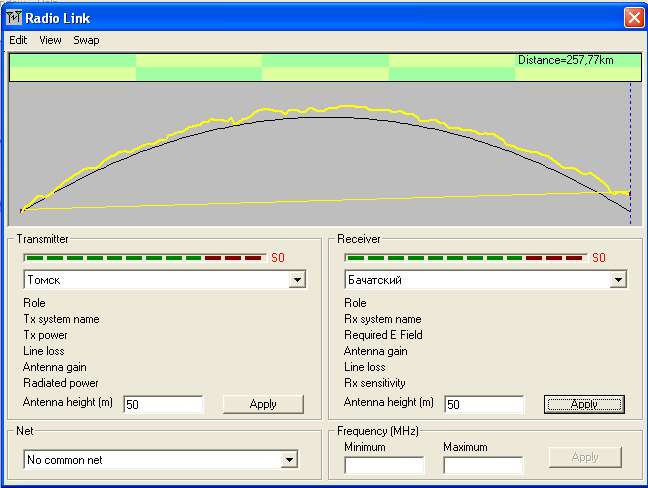 Radio Link
Edit View Swap
Distance=257,77km
Transmitter
S0
Томск
Role
Tx system name
Tx power
Line loss
Antenna gain
Radiated power
Antenna height (m) 50 Apply
Receiver
S0
Бачатский
Role
Rx system name
Required E Field
Antenna gain
Line loss
Rx sensitivity
Antenna height (m) 50 Apply
Net
No common net
Frequency (MHz)
Minimum Maximum
Apply